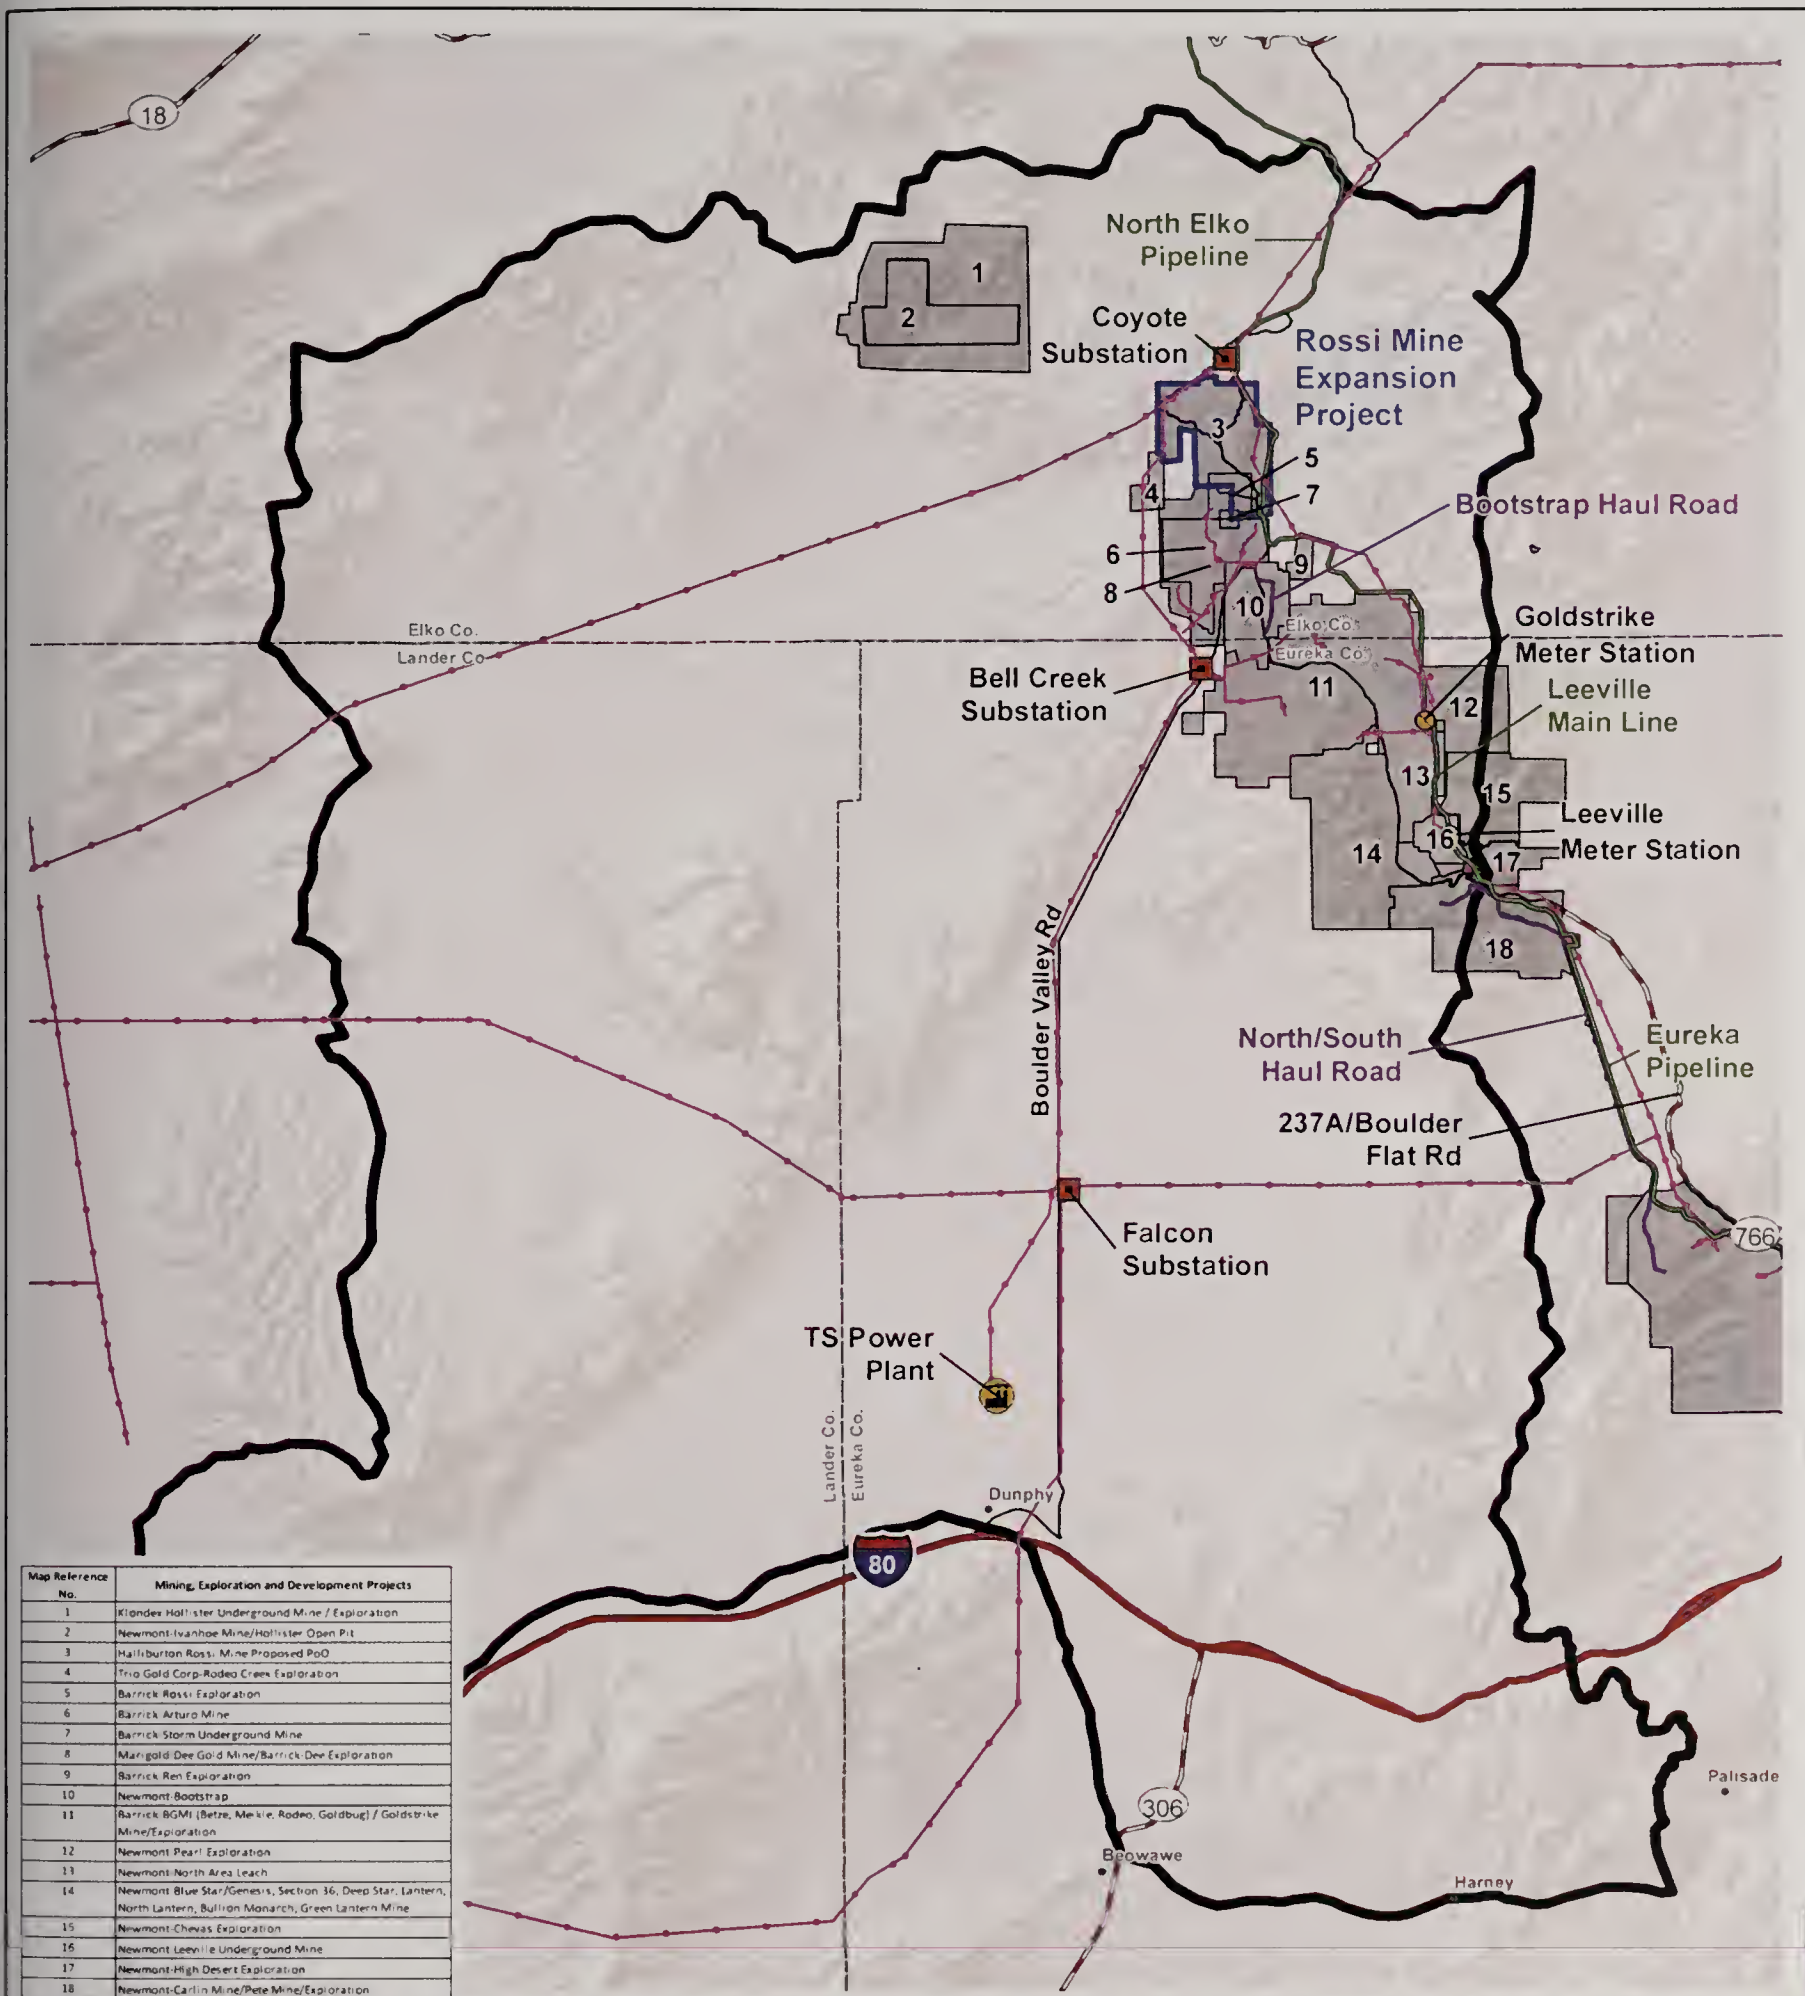 18
North Elko
Pipeline
1
2
Coyote
Substation
Rossi Mine
Expansion
Project
3
5
4
7
Bootstrap Haul Road
6
9
8
10
Elko Co.
Lander Co
Elko Co.
Eureka Co.
Goldstrike
Meter Station
Bell Creek
Substation
11
12
Leeville
Main Line
13
15
Leeville
Meter Station
16
14
17
18
Boulder Valley Rd
North/South
Haul Road
Eureka
Pipeline
237A/Boulder
Flat Rd
766
Falcon
Substation
TS Power
Plant
Lander Co.
Eureka Co.
Dunphy
80
306
Palisade
Beowawe
Harney
Map Reference No. Mining, Exploration and Development Projects
1 Klondex Hollister Underground Mine / Exploration
2 Newmont-Ivanhoe Mine/Hollister Open Pit
3 Halliburton Rossi Mine Proposed PoO
4 Trio Gold Corp-Rodeo Creek Exploration
5 Barrick Rossi Exploration
6 Barrick Arturo Mine
7 Barrick-Storm Underground Mine
8 Marigold Dee Gold Mine/Barrick-Dee Exploration
9 Barrick Ren Exploration
10 Newmont-Bootstrap
11 Barrick BGMI (Betze, Meikle, Rodeo, Goldbug) / Goldstrike
Mine/Exploration
12 Newmont Pearl Exploration
13 Newmont-North Area Leach
14 Newmont Blue Star/Genesis, Section 36, Deep Star, Lantern,
North Lantern, Bullion Monarch, Green Lantern Mine
15 Newmont-Chevas Exploration
16 Newmont Leeville Underground Mine
17 Newmont-High Desert Exploration
18 Newmont-Carlin Mine/Pete Mine/Exploration